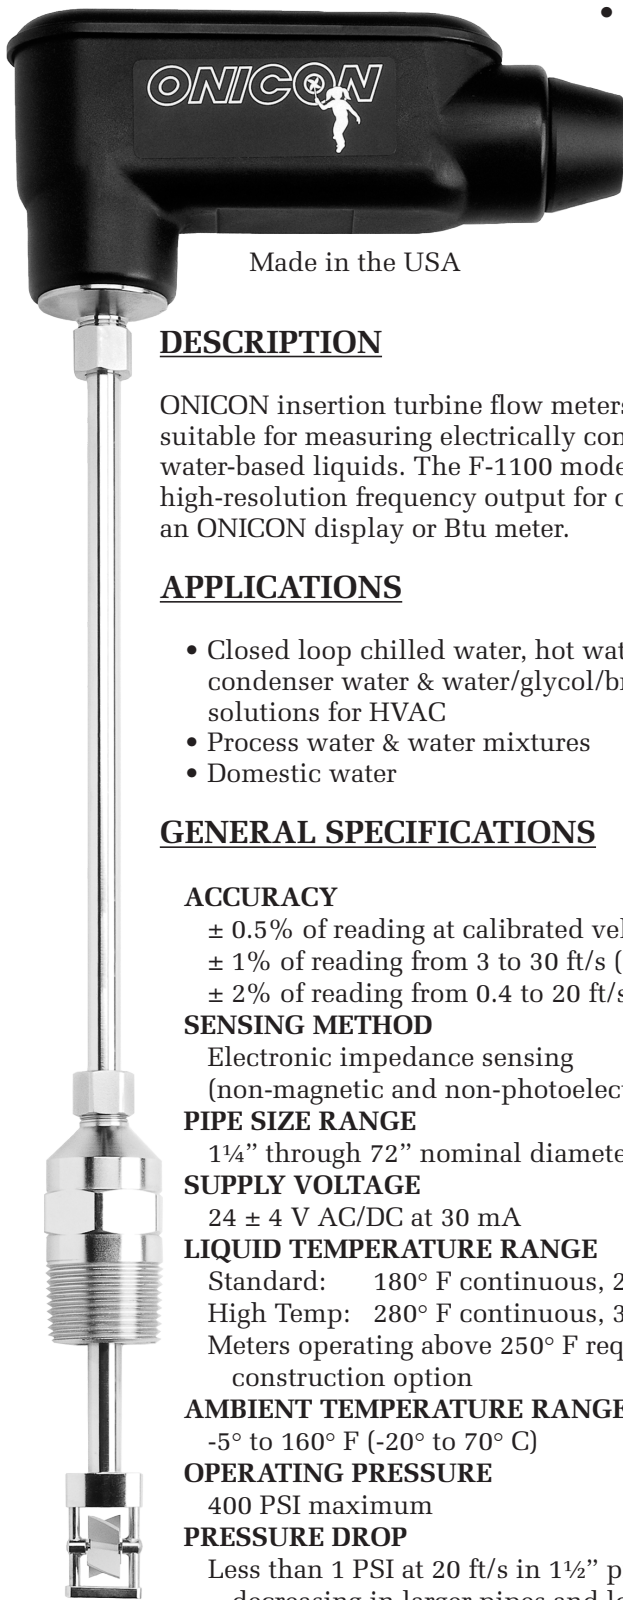 ONICON
Made in the USA
DESCRIPTION
ONICON insertion turbine flow meters
suitable for measuring electrically con
water-based liquids. The F-1100 mode
high-resolution frequency output for c
an ONICON display or Btu meter.
APPLICATIONS
• Closed loop chilled water, hot wat
condenser water & water/glycol/br
solutions for HVAC
• Process water & water mixtures
• Domestic water
GENERAL SPECIFICATIONS
ACCURACY
± 0.5% of reading at calibrated vel
± 1% of reading from 3 to 30 ft/s (
± 2% of reading from 0.4 to 20 ft/s
SENSING METHOD
Electronic impedance sensing
(non-magnetic and non-photoelect
PIPE SIZE RANGE
1¼” through 72” nominal diamete
SUPPLY VOLTAGE
24 ± 4 V AC/DC at 30 mA
LIQUID TEMPERATURE RANGE
Standard: 180° F continuous, 2
High Temp: 280° F continuous, 3
Meters operating above 250° F req
construction option
AMBIENT TEMPERATURE RANGE
-5° to 160° F (-20° to 70° C)
OPERATING PRESSURE
400 PSI maximum
PRESSURE DROP
Less than 1 PSI at 20 ft/s in 1½” p
decreasing in larger pipes and lo